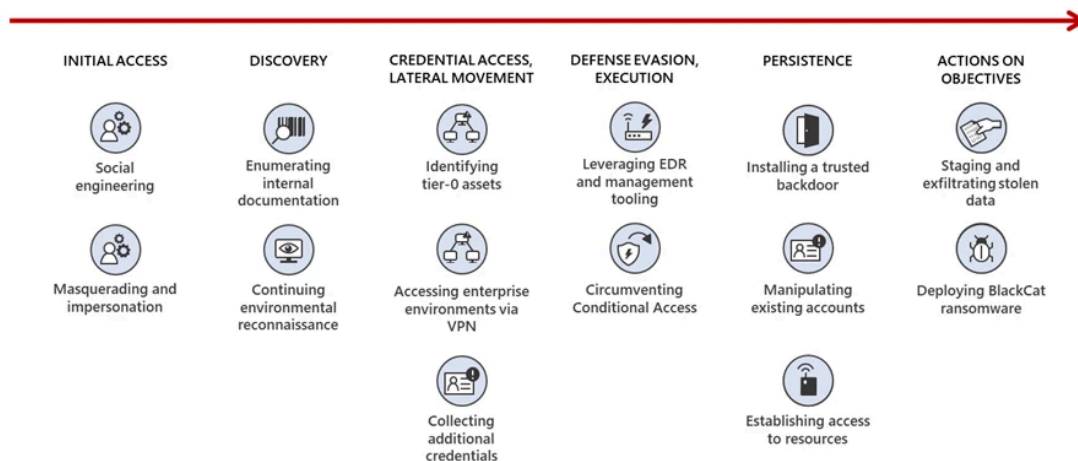 INITIAL ACCESS
DISCOVERY
CREDENTIAL ACCESS,
LATERAL MOVEMENT
DEFENSE EVASION,
EXECUTION
PERSISTENCE
ACTIONS ON
OBJECTIVES
Social
engineering
Enumerating
internal
documentation
Identifying
tier-0 assets
Leveraging EDR
and management
tooling
Installing a trusted
backdoor
Staging and
exfiltrating stolen
data
Masquerading and
impersonation
Continuing
environmental
reconnaissance
Accessing enterprise
environments via
VPN
Circumventing
Conditional Access
Manipulating
existing accounts
Deploying BlackCat
ransomware
Collecting
additional
credentials
Establishing access
to resources